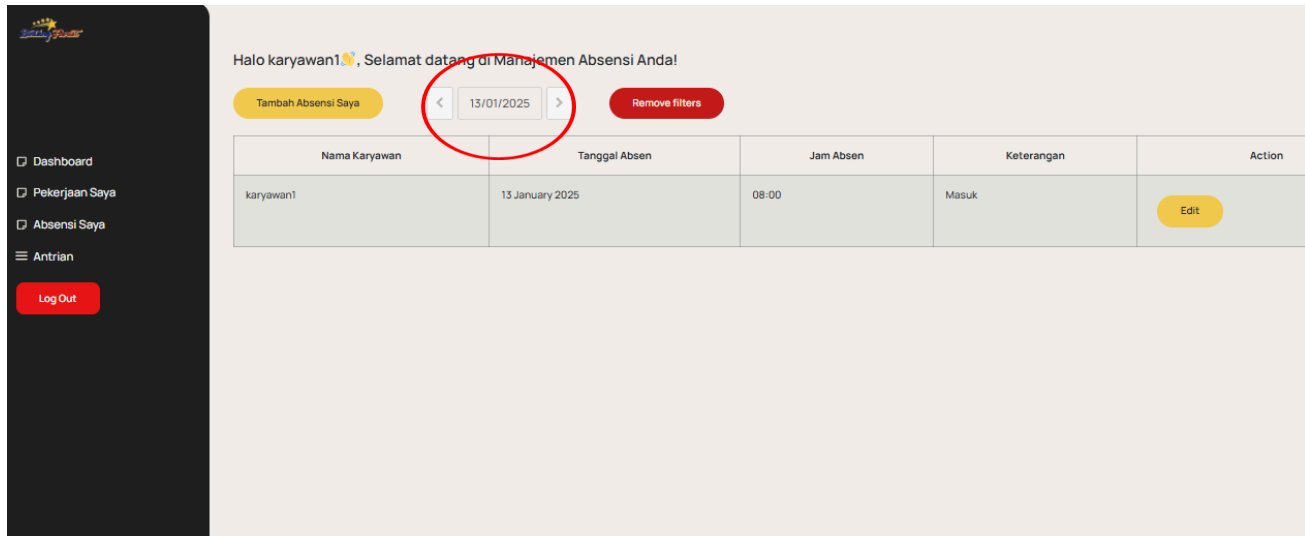 Halo karyawan1👋, Selamat datang di Manajemen Absensi Anda!
Tambah Absensi Saya
13/01/2025
Remove filters
Dashboard
Pekerjaan Saya
Absensi Saya
Antrian
Log Out
Nama Karyawan Tanggal Absen Jam Absen Keterangan Action
karyawan1 13 January 2025 08:00 Masuk Edit